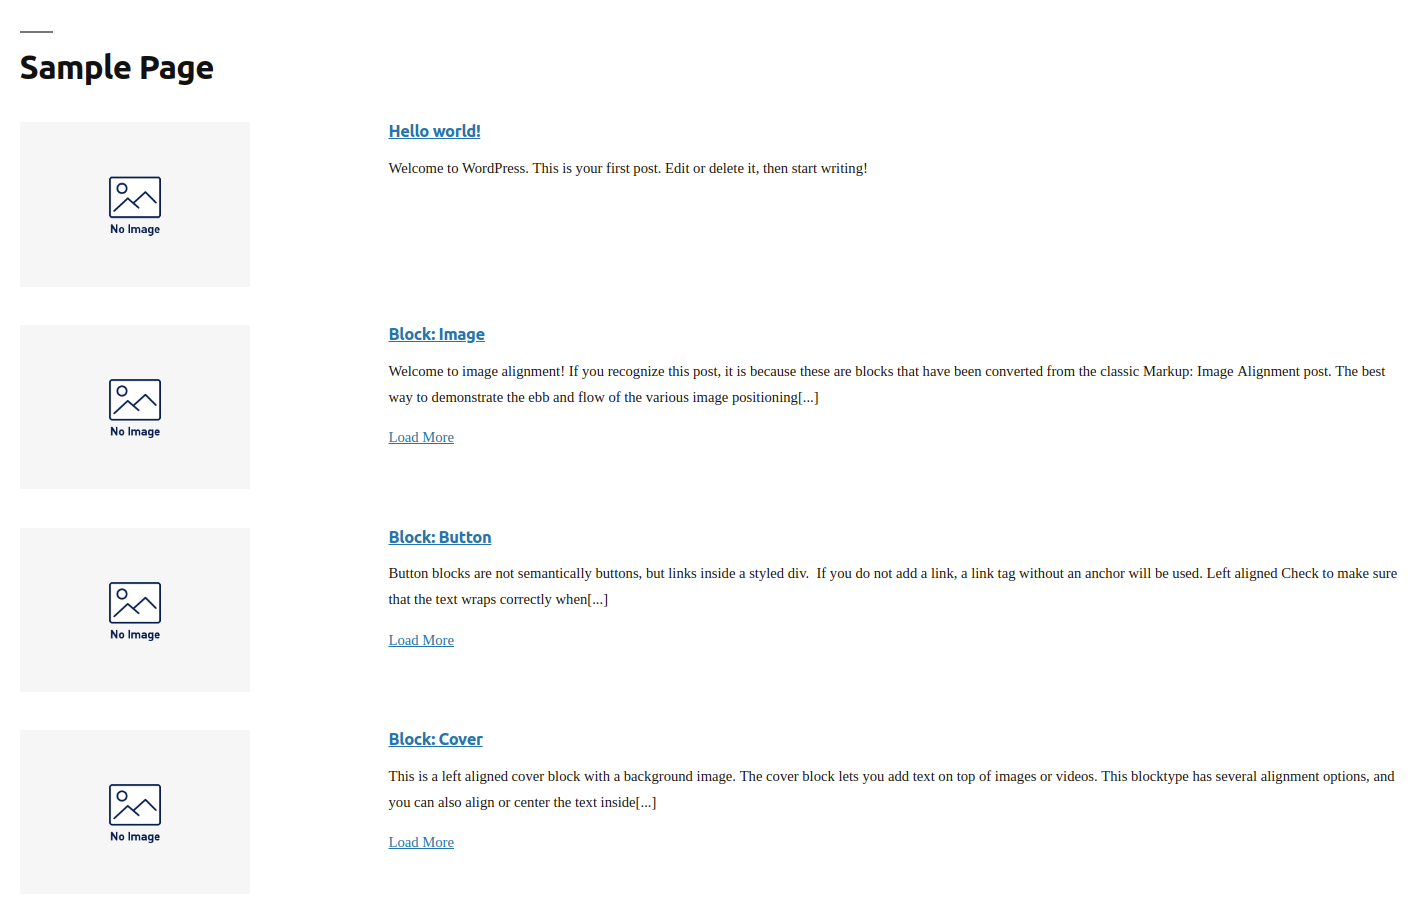 Sample Page
No Image
Hello world!
Welcome to WordPress. This is your first post. Edit or delete it, then start writing!
No Image
Block: Image
Welcome to image alignment! If you recognize this post, it is because these are blocks that have been converted from the classic Markup: Image Alignment post. The best
way to demonstrate the ebb and flow of the various image positioning[...]
Load More
No Image
Block: Button
Button blocks are not semantically buttons, but links inside a styled div.  If you do not add a link, a link tag without an anchor will be used. Left aligned Check to make sure
that the text wraps correctly when[...]
Load More
No Image
Block: Cover
This is a left aligned cover block with a background image. The cover block lets you add text on top of images or videos. This blocktype has several alignment options, and
you can also align or center the text inside[...]
Load More